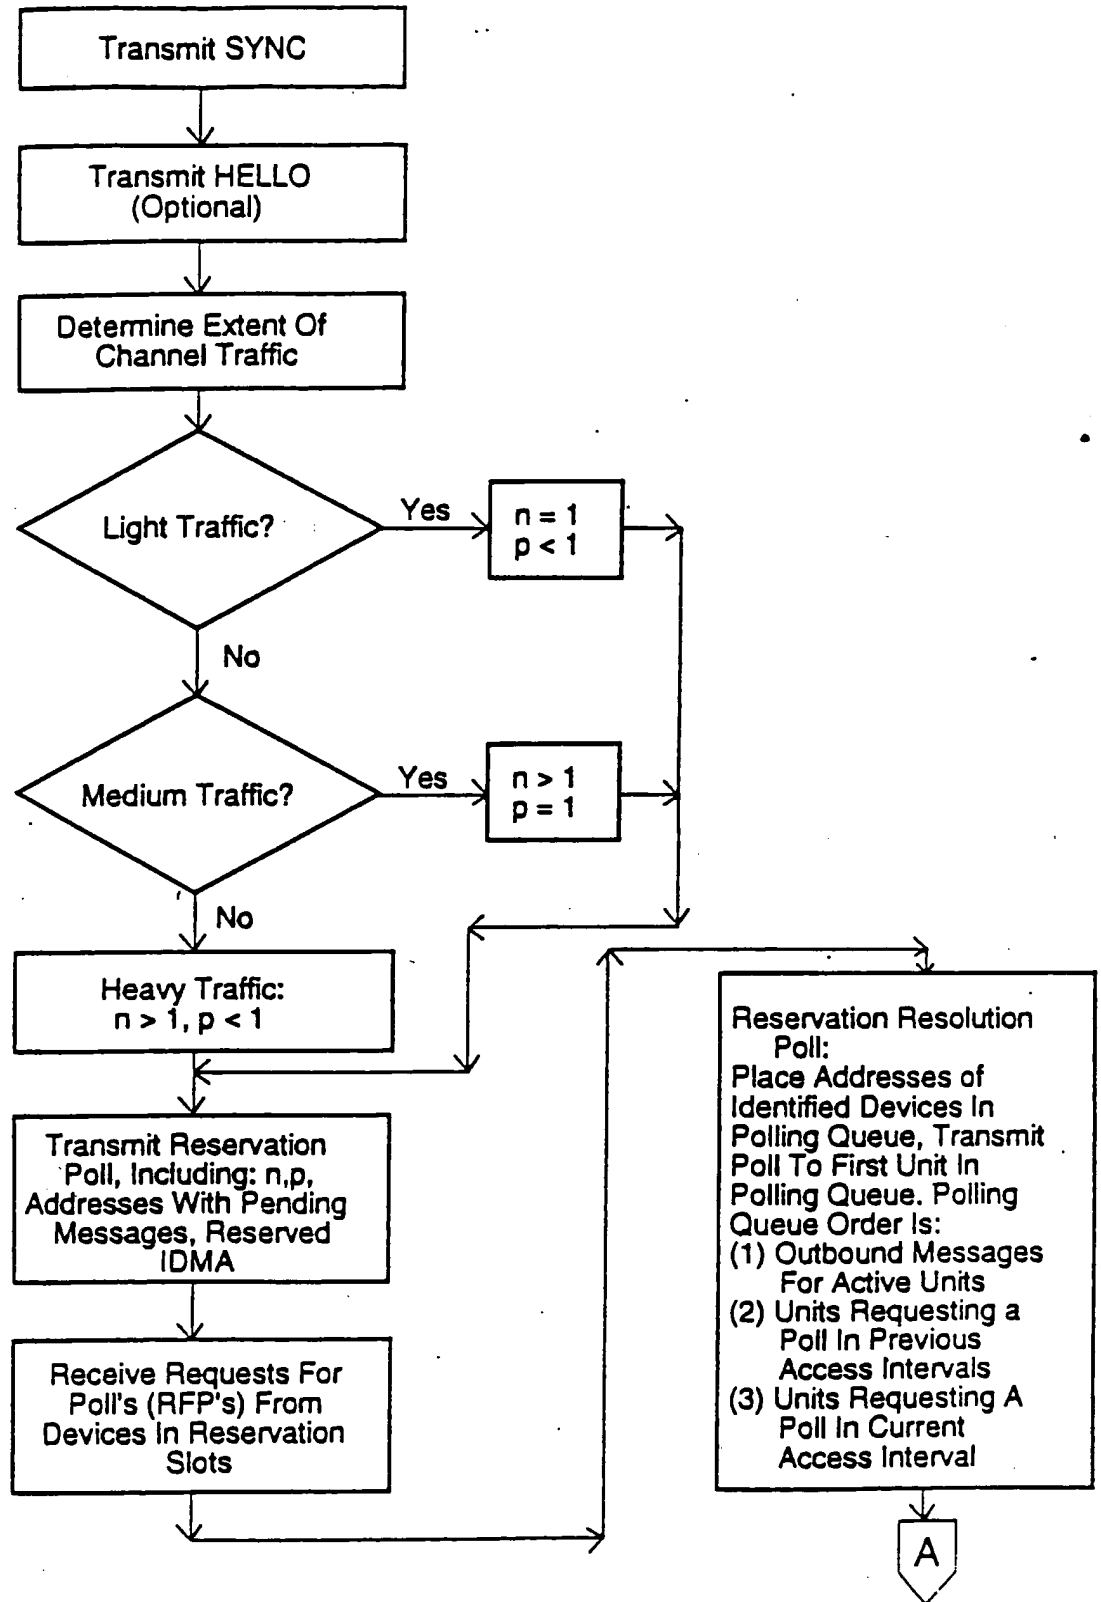 Transmit SYNC
Transmit HELLO
(Optional)
Determine Extent Of
Channel Traffic
Light Traffic?
Yes
n = 1
p < 1
No
Medium Traffic?
Yes
n > 1
p = 1
No
Heavy Traffic:
n > 1, p < 1
Transmit Reservation
Poll, Including: n,p,
Addresses With Pending
Messages, Reserved
IDMA
Receive Requests For
Poll's (RFP's) From
Devices In Reservation
Slots
Reservation Resolution
Poll:
Place Addresses of
Identified Devices In
Polling Queue, Transmit
Poll To First Unit In
Polling Queue. Polling
Queue Order Is:
(1) Outbound Messages
For Active Units
(2) Units Requesting a
Poll In Previous
Access Intervals
(3) Units Requesting A
Poll In Current
Access Interval
A